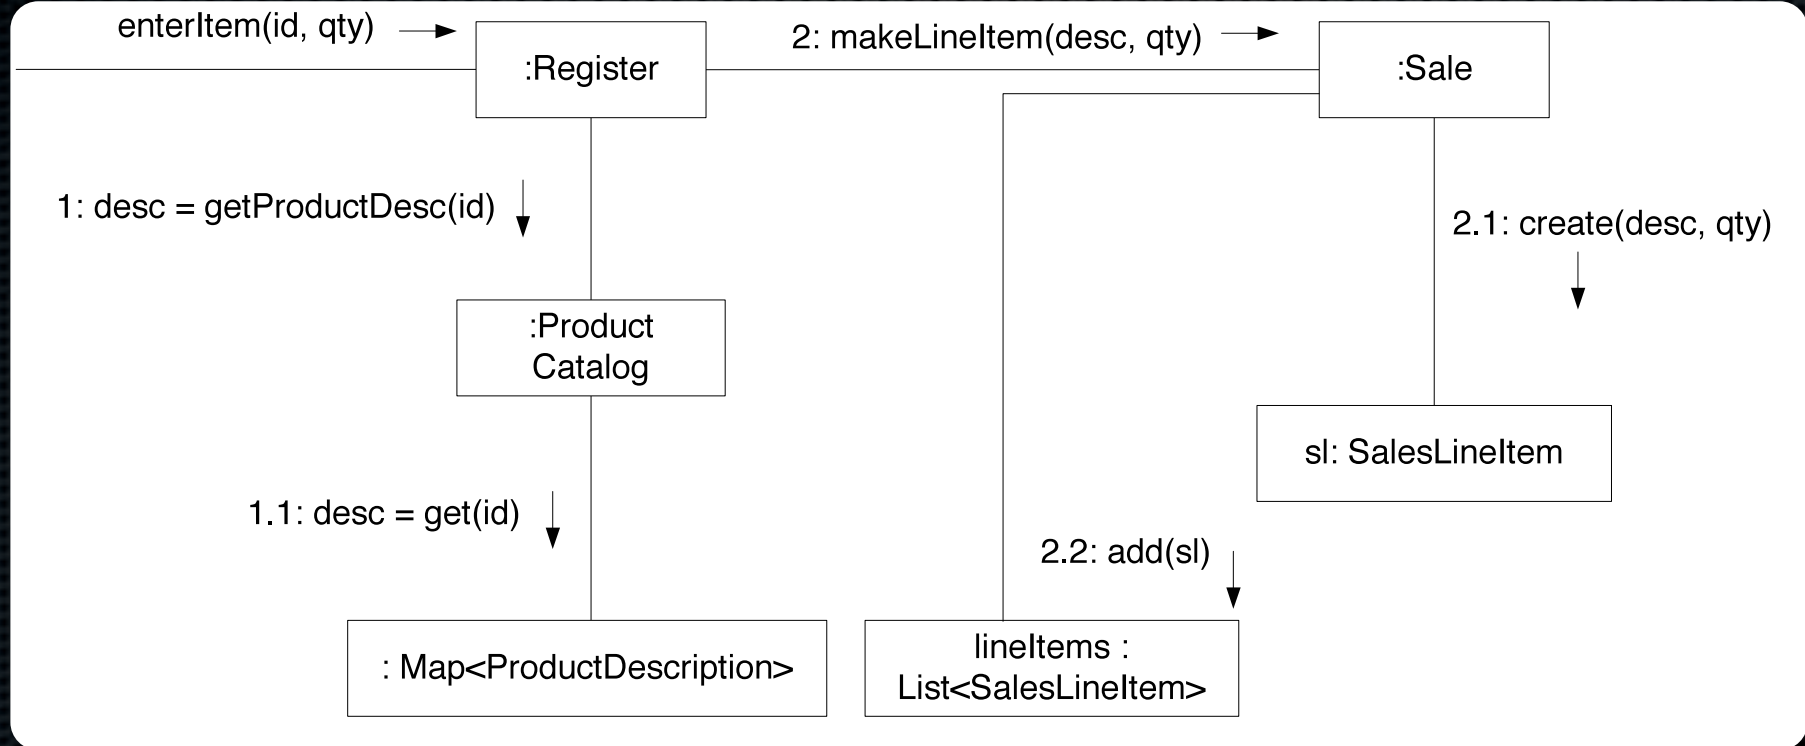 enterItem(id, qty)
:Register
2: makeLineItem(desc, qty)
:Sale
1: desc = getProductDesc(id)
2.1: create(desc, qty)
:Product
Catalog
sl: SalesLineItem
1.1: desc = get(id)
2.2: add(sl)
: Map<ProductDescription>
lineItems :
List<SalesLineItem>